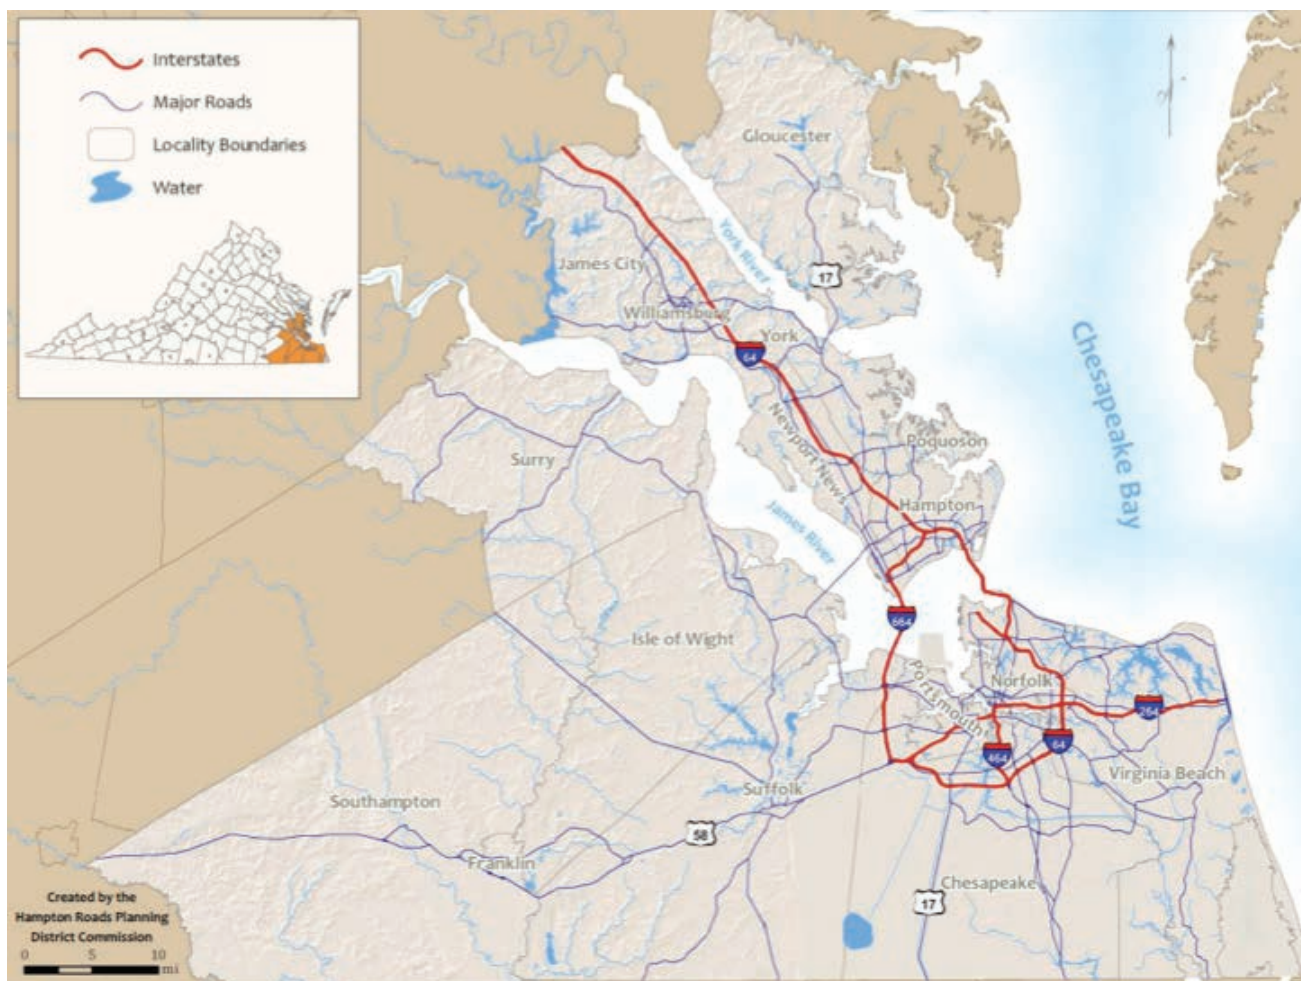 Interstates
Major Roads
Locality Boundaries
Water
Gloucester
York River
17
James City
Williamsburg
York
64
Chesapeake Bay
Newport News
Poquoson
Surry
Hampton
James River
664
Isle of Wight
Portsmouth
Norfolk
264
464
64
Virginia Beach
Suffolk
Southampton
58
Franklin
Chesapeake
17
Created by the
Hampton Roads Planning
District Commission
0 5 10
mi